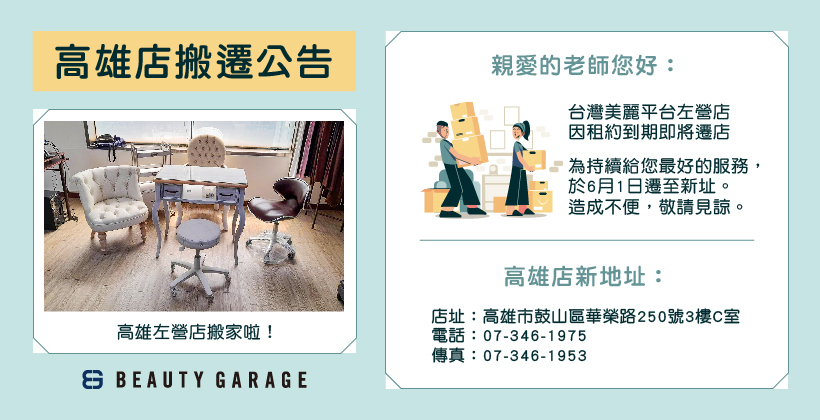 高雄店搬遷公告
高雄左營店搬家啦！
BEAUTY GARAGE
親愛的老師您好：
台灣美麗平台左營店
因租約到期即將遷店
為持續給您最好的服務，
於6月1日遷至新址。
造成不便，敬請見諒。
高雄店新地址：
店址：高雄市鼓山區華榮路250號3樓C室
電話：07-346-1975
傳真：07-346-1953